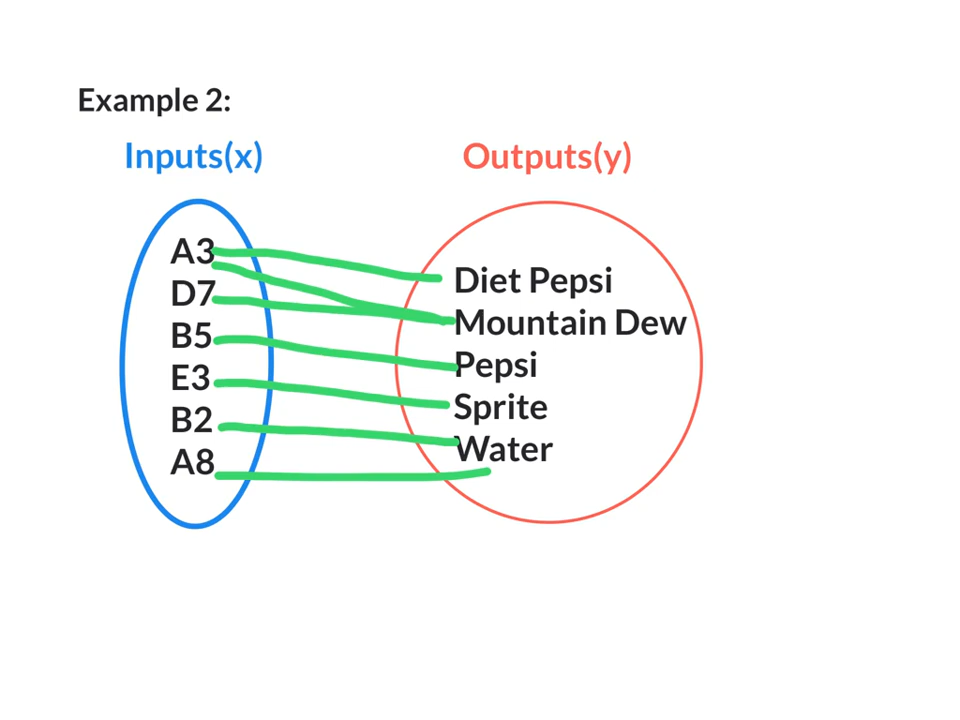 Example 2:
Inputs(x)
Outputs(y)
A3
D7
B5
E3
B2
A8
Diet Pepsi
Mountain Dew
Pepsi
Sprite
Water